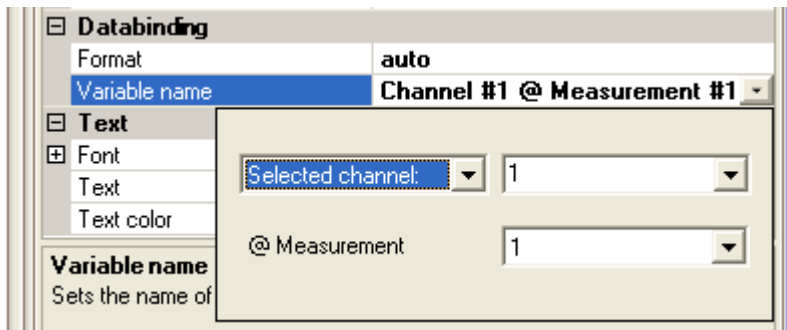 Databinding
Format auto
Variable name Channel #1 @ Measurement #1
Text
Font
Selected channel: 1
Text
Text color
@ Measurement 1
Variable name
Sets the name of